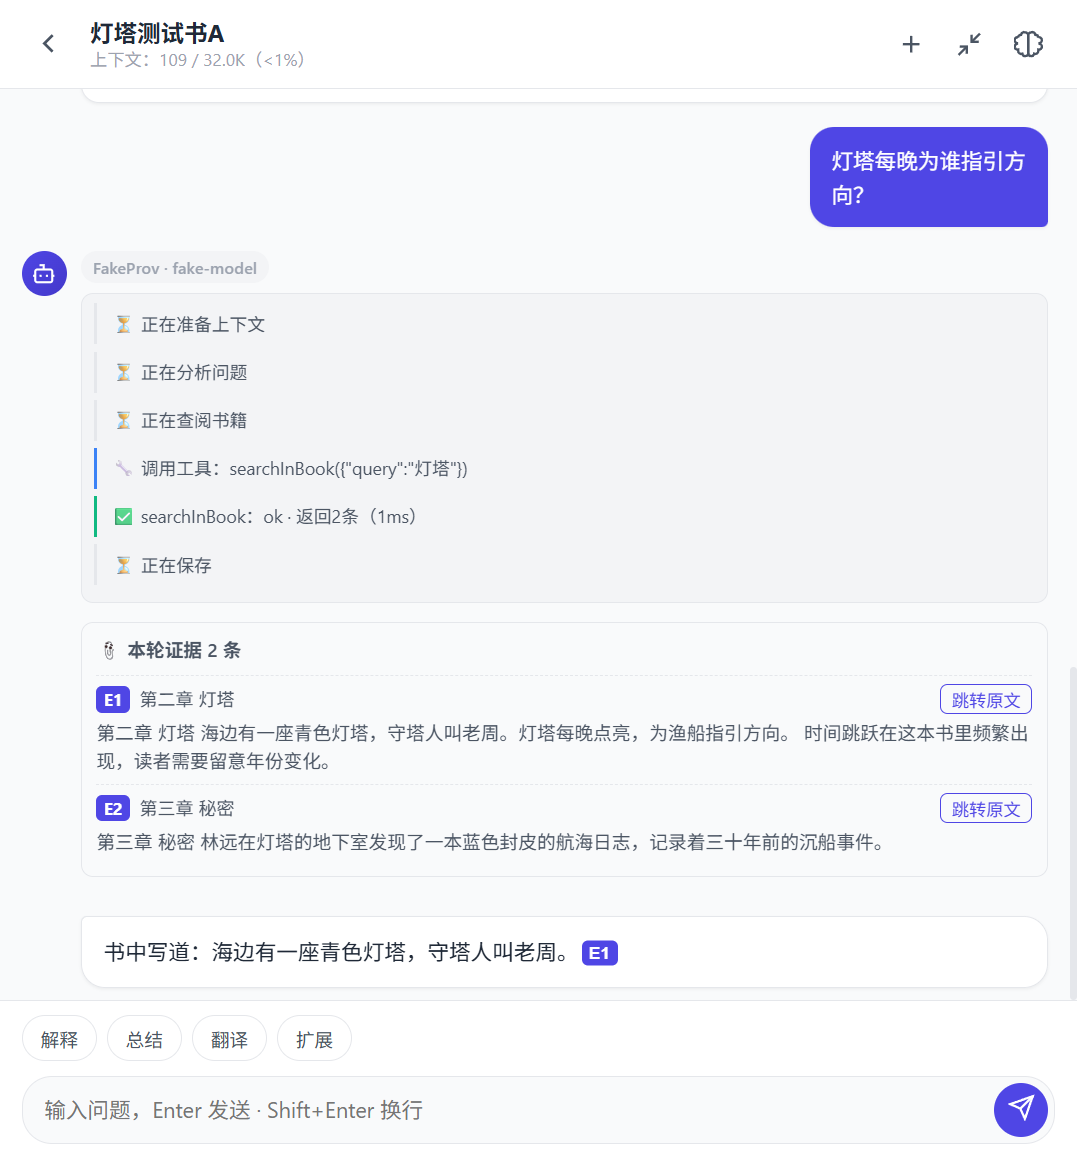 灯塔测试书A
上下文：109 / 32.0K（<1%）
灯塔每晚为谁指引方
向？
FakeProv · fake-model
正在准备上下文
正在分析问题
正在查阅书籍
调用工具：searchInBook({"query":"灯塔"})
searchInBook：ok · 返回2条（1ms）
正在保存
本轮证据 2 条
E1 第二章 灯塔 跳转原文
第二章 灯塔 海边有一座青色灯塔，守塔人叫老周。灯塔每晚点亮，为渔船指引方向。 时间跳跃在这本书里频繁出
现，读者需要留意年份变化。
E2 第三章 秘密 跳转原文
第三章 秘密 林远在灯塔的地下室发现了一本蓝色封皮的航海日志，记录着三十年前的沉船事件。
书中写道：海边有一座青色灯塔，守塔人叫老周。 E1
解释 总结 翻译 扩展
输入问题，Enter 发送 · Shift+Enter 换行